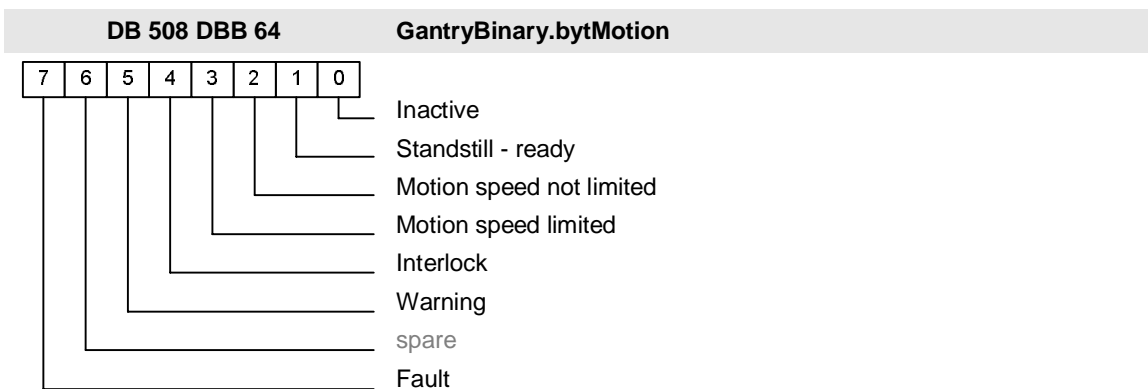 DB 508 DBB 64 GantryBinary.bytMotion
7 6 5 4 3 2 1 0
Inactive
Standstill - ready
Motion speed not limited
Motion speed limited
Interlock
Warning
spare
Fault